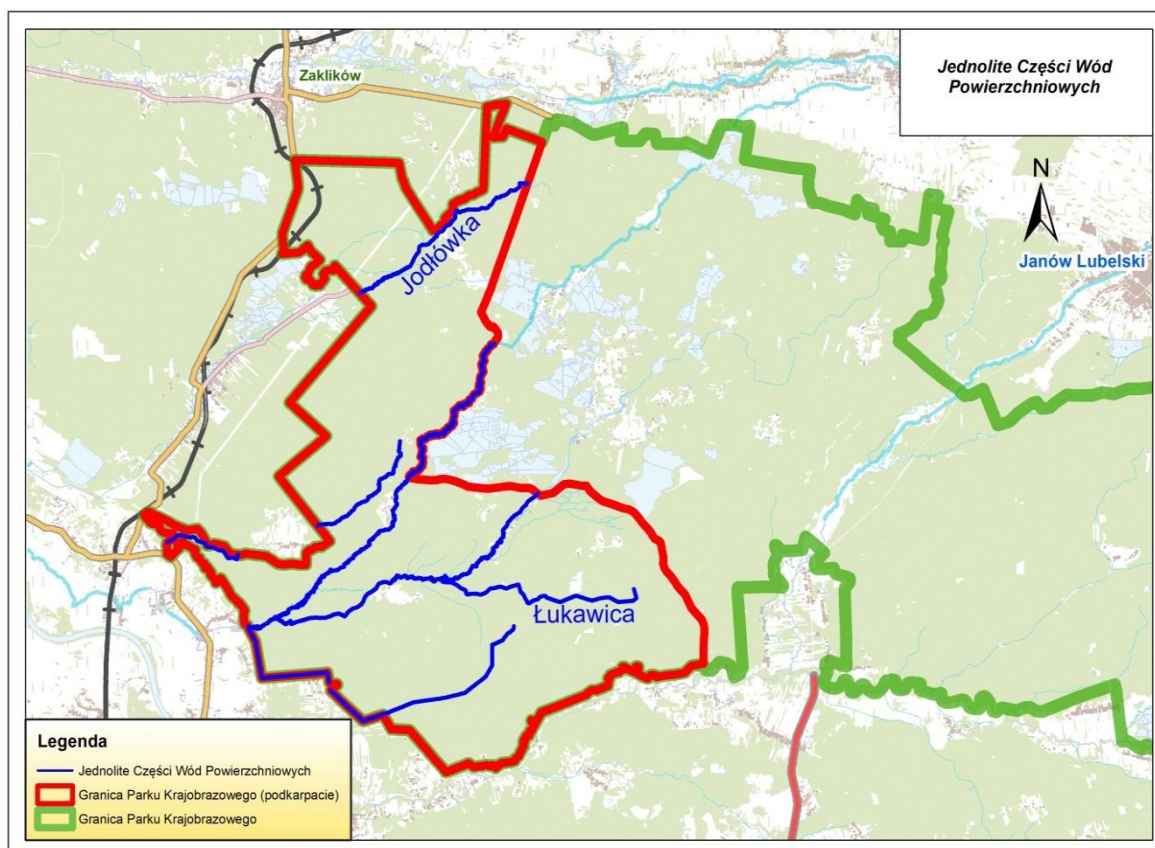 Jednolite Części Wód
Powierzchniowych
Zaklików
N
Janów Lubelski
Jodłówka
Łukawica
Legenda
Jednolite Części Wód Powierzchniowych
Granica Parku Krajobrazowego (podkarpacie)
Granica Parku Krajobrazowego